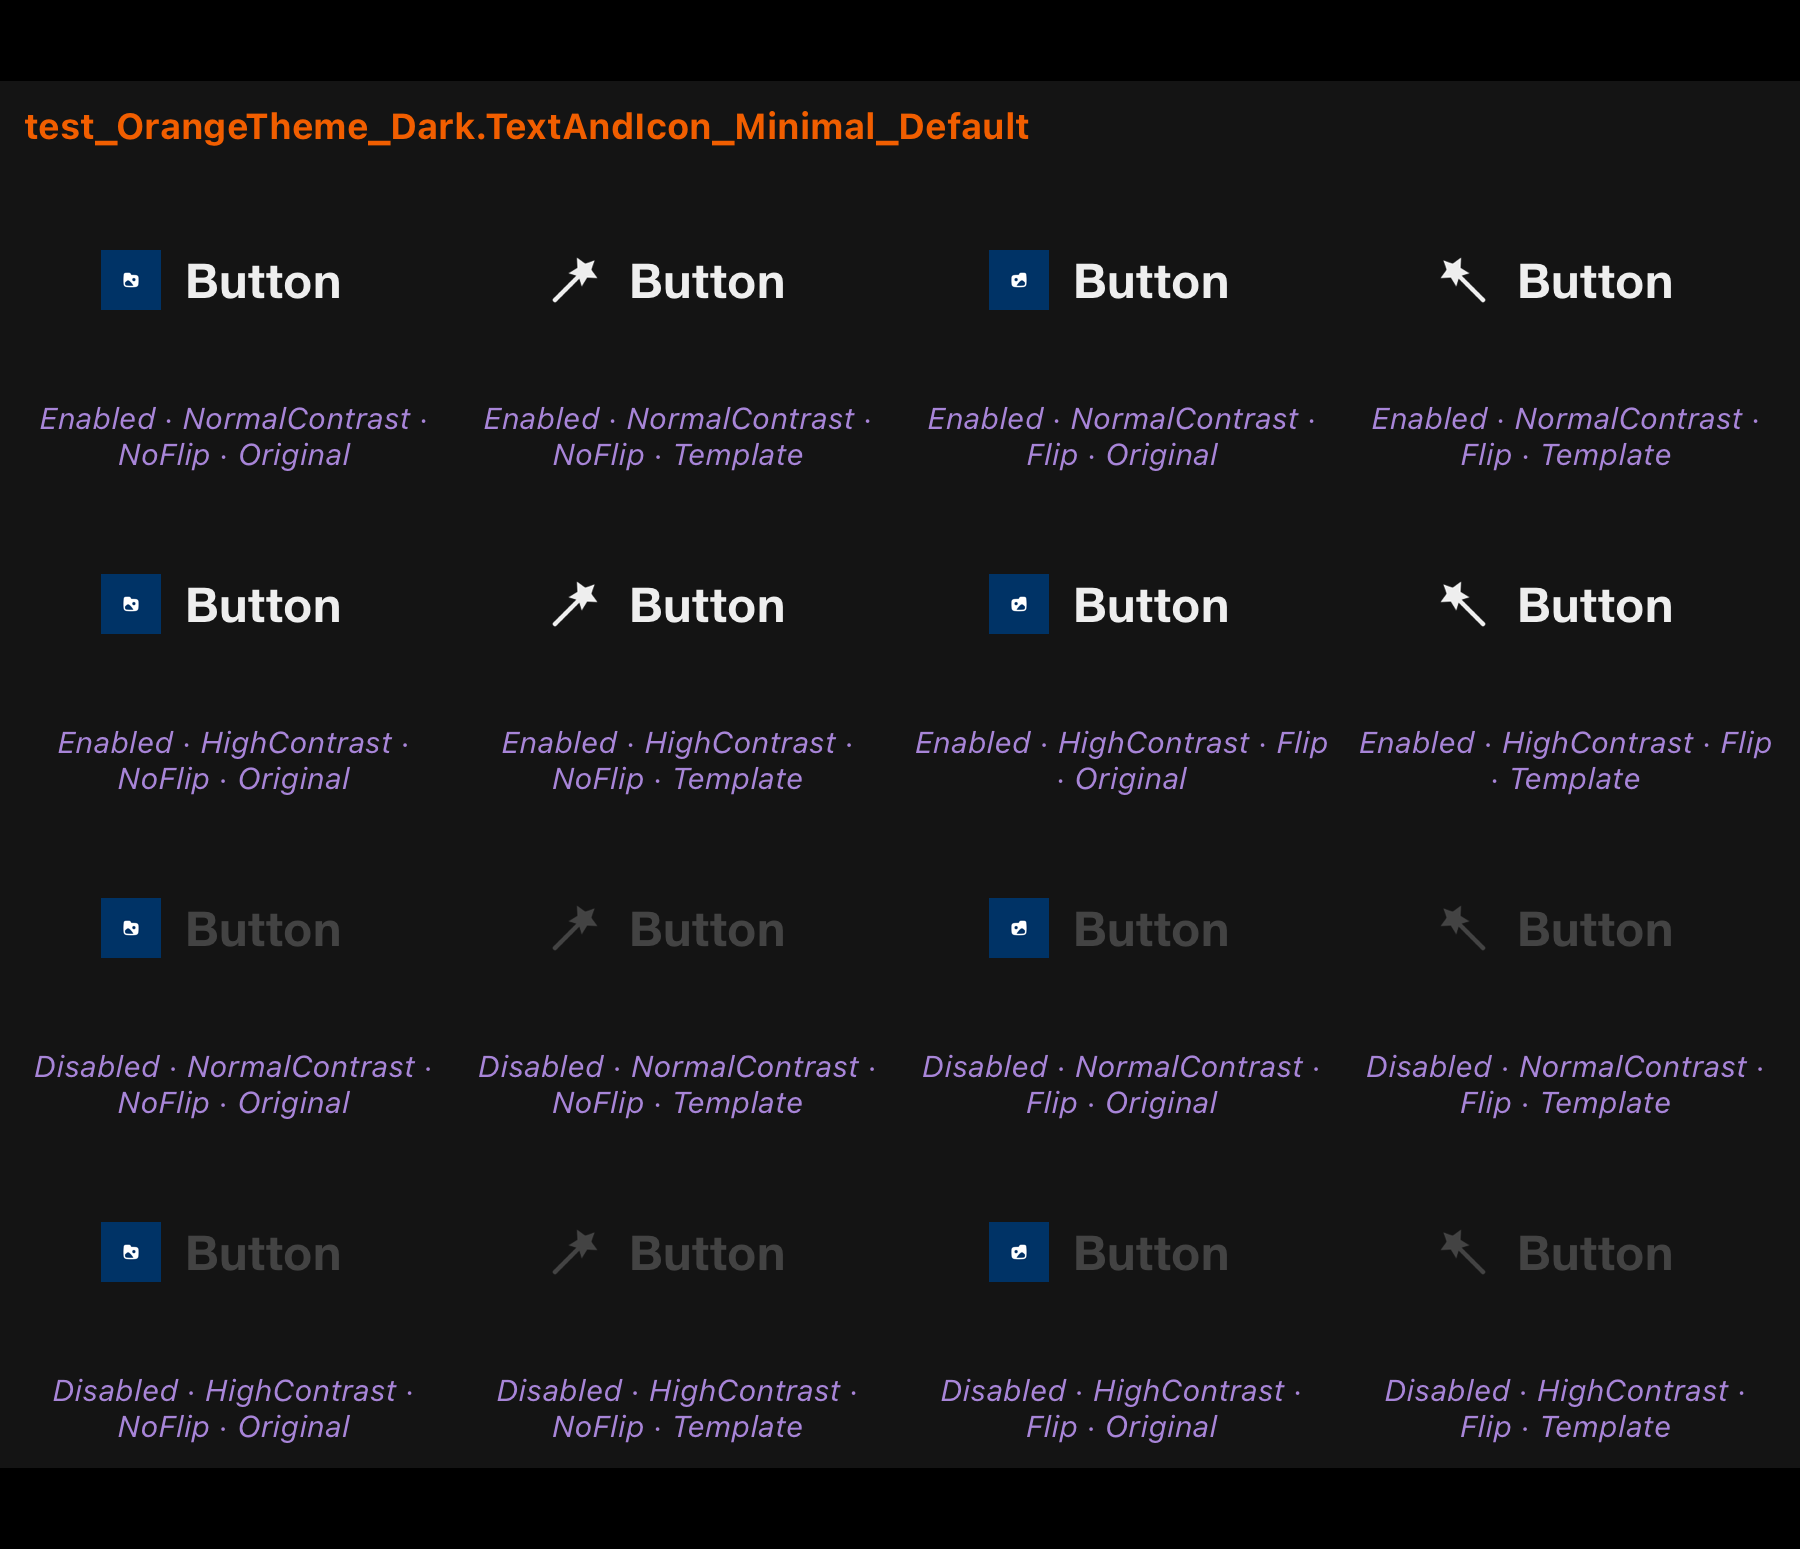 test_OrangeTheme_Dark.TextAndIcon_Minimal_Default
Button
Button
Button
Button
Enabled · NormalContrast ·
NoFlip · Original
Enabled · NormalContrast ·
NoFlip · Template
Enabled · NormalContrast ·
Flip · Original
Enabled · NormalContrast ·
Flip · Template
Button
Button
Button
Button
Enabled · HighContrast ·
NoFlip · Original
Enabled · HighContrast ·
NoFlip · Template
Enabled · HighContrast · Flip
· Original
Enabled · HighContrast · Flip
· Template
Button
Button
Button
Button
Disabled · NormalContrast ·
NoFlip · Original
Disabled · NormalContrast ·
NoFlip · Template
Disabled · NormalContrast ·
Flip · Original
Disabled · NormalContrast ·
Flip · Template
Button
Button
Button
Button
Disabled · HighContrast ·
NoFlip · Original
Disabled · HighContrast ·
NoFlip · Template
Disabled · HighContrast ·
Flip · Original
Disabled · HighContrast ·
Flip · Template